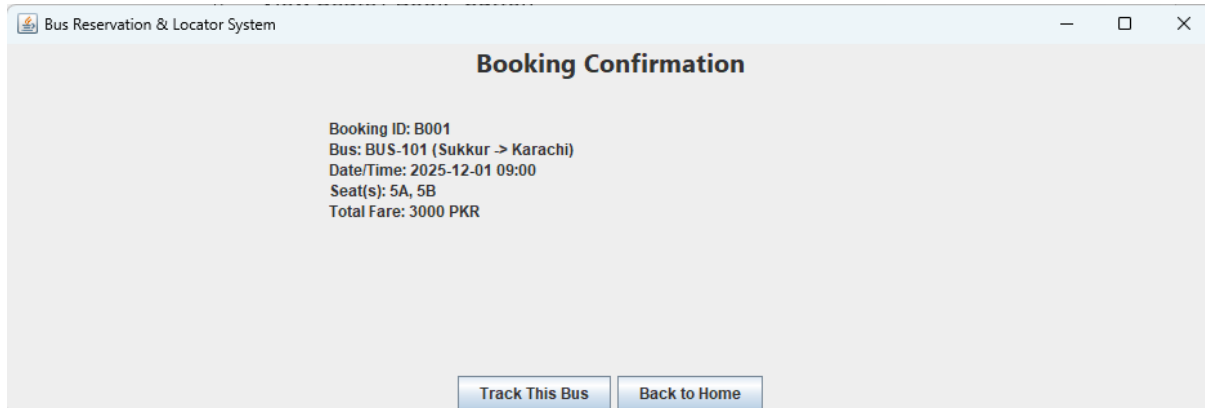 Bus Reservation & Locator System
Booking Confirmation
Booking ID: B001
Bus: BUS-101 (Sukkur -> Karachi)
Date/Time: 2025-12-01 09:00
Seat(s): 5A, 5B
Total Fare: 3000 PKR
Track This Bus
Back to Home